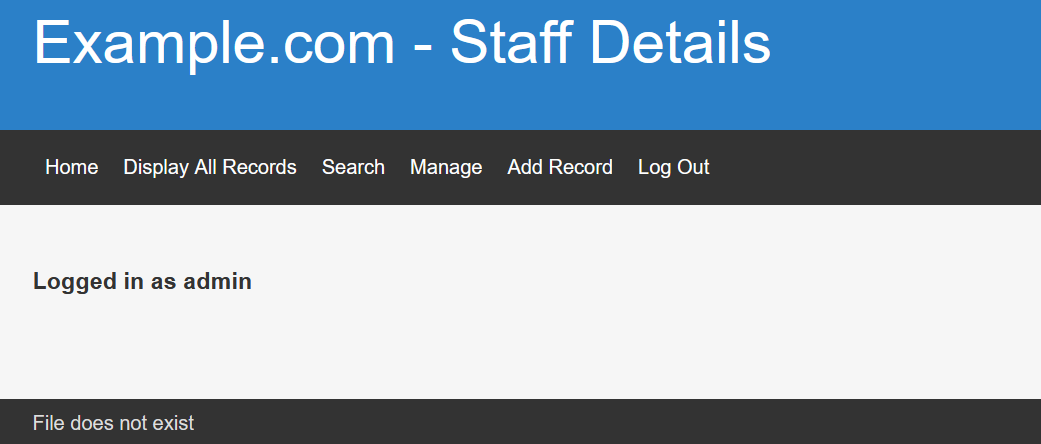 Example.com - Staff Details
Home Display All Records Search Manage Add Record Log Out
Logged in as admin
File does not exist